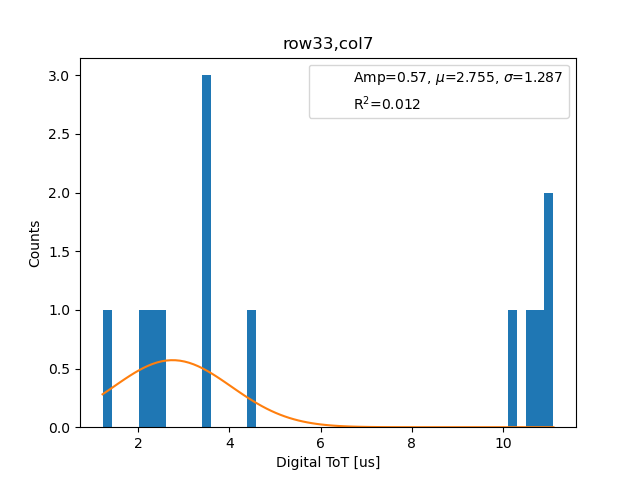 row33,col7
Amp=0.57, μ=2.755, σ=1.287
R²=0.012
3.0
2.5
2.0
1.5
1.0
0.5
0.0
Counts
2 4 6 8 10
Digital ToT [us]